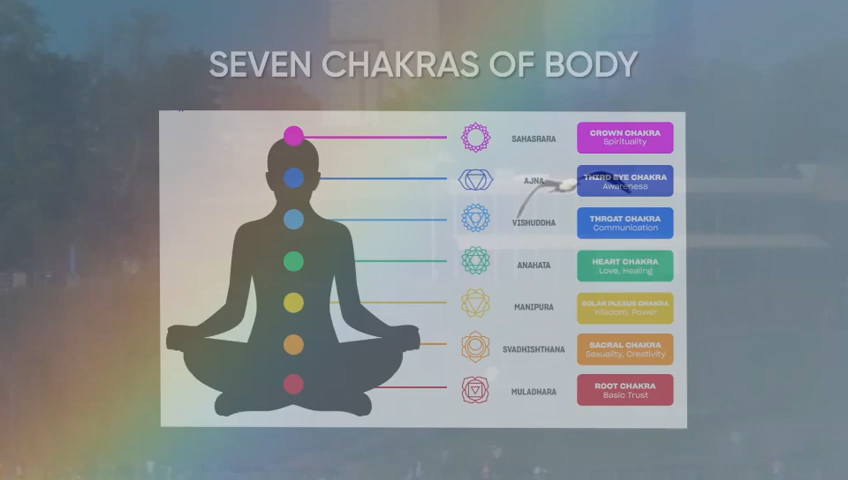 SEVEN CHAKRAS OF BODY
SAHASRARA
CROWN CHAKRA
Spirituality
AJNA
THIRD EYE CHAKRA
Awareness
VISHUDDHA
THROAT CHAKRA
Communication
ANAHATA
HEART CHAKRA
Love, Healing
MANIPURA
SOLAR PLEXUS CHAKRA
Wisdom, Power
SVADHISHTHANA
SACRAL CHAKRA
Sexuality, Creativity
MULADHARA
ROOT CHAKRA
Basic Trust